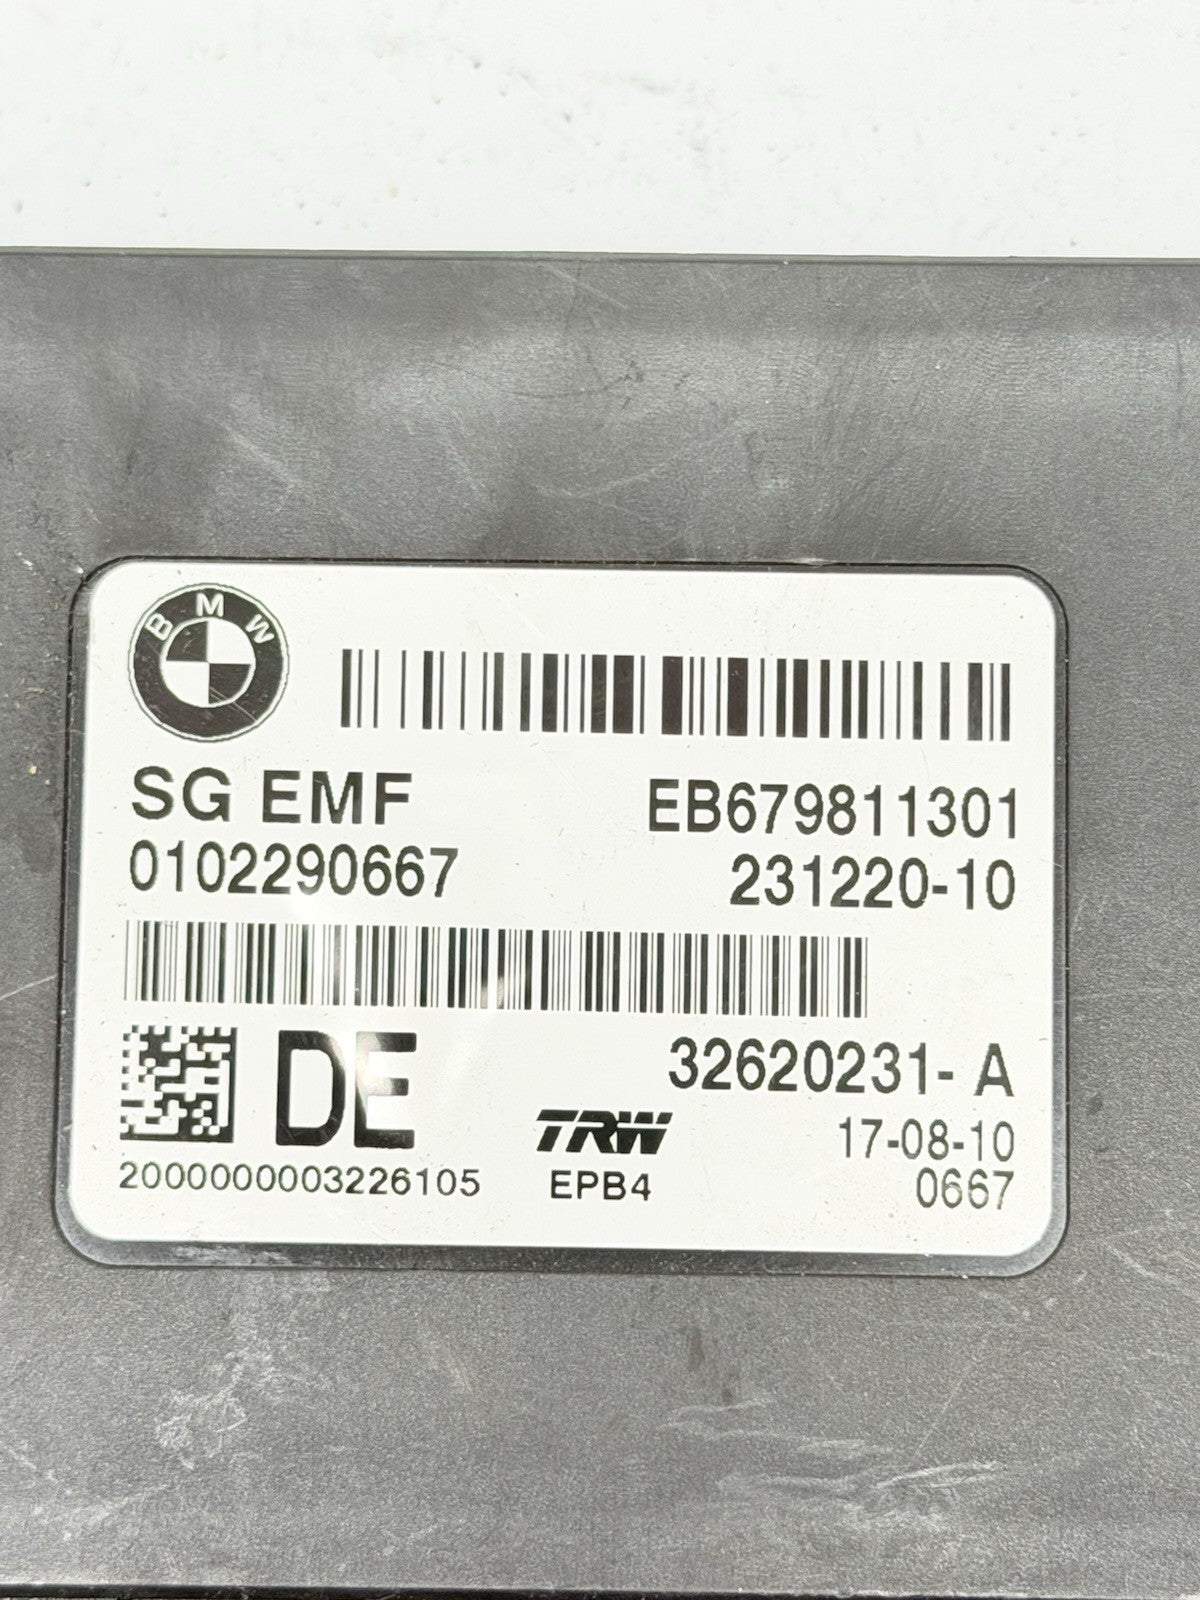 BMW
SG EMF
EB679811301
0102290667
231220-10
32620231- A
DE
TRW
17-08-10
2000000003226105
EPB4
0667